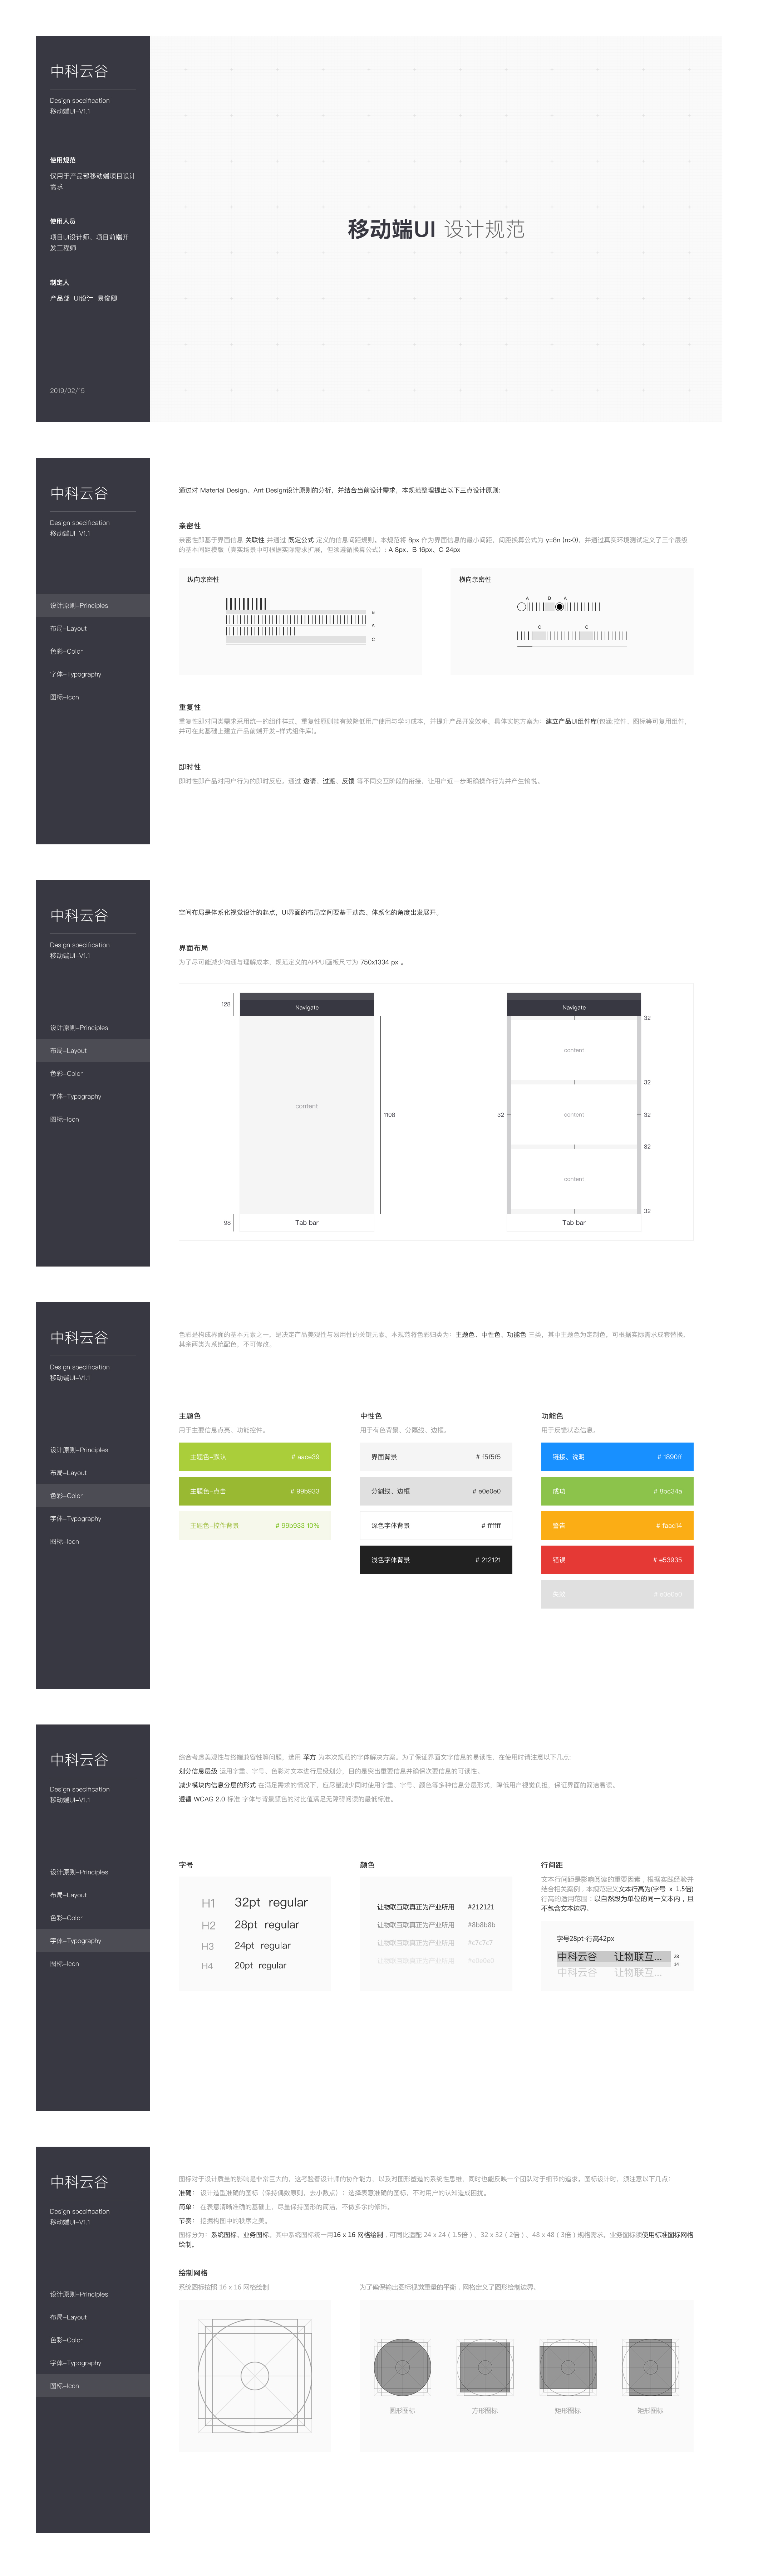 中科云谷
Design specification
移动端UI-V1.1
使用规范
仅用于产品部移动端项目设计
需求
使用人员
项目UI设计师、项目前端开
发工程师
制定人
产品部-UI设计-易俊卿
2019/02/15
移动端UI 设计规范
中科云谷
Design specification
移动端UI-V1.1
设计原则-Principles
布局-Layout
色彩-Color
字体-Typography
图标-Icon
通过对 Material Design、Ant Design设计原则的分析，并结合当前设计需求，本规范整理提出以下三点设计原则:
亲密性
亲密性即基于界面信息 关联性 并通过 既定公式 定义的信息间距规则。本规范将 8px 作为界面信息的最小间距，间距换算公式为 y=8n (n>0)，并通过真实环境测试定义了三个层级
的基本间距模版（真实场景中可根据实际需求扩展，但须遵循换算公式）: A 8px、B 16px、C 24px
纵向亲密性
B
A
C
横向亲密性
A B A
C C
重复性
重复性即对同类需求采用统一的组件样式。重复性原则能有效降低用户使用与学习成本，并提升产品开发效率。具体实施方案为：建立产品UI组件库(包涵:控件、图标等可复用组件，
并可在此基础上建立产品前端开发-样式组件库)。
即时性
即时性即产品对用户行为的即时反应。通过 邀请、过渡、反馈 等不同交互阶段的衔接，让用户近一步明确操作行为并产生愉悦。
中科云谷
Design specification
移动端UI-V1.1
设计原则-Principles
布局-Layout
色彩-Color
字体-Typography
图标-Icon
空间布局是体系化视觉设计的起点，UI界面的布局空间要基于动态、体系化的角度出发展开。
界面布局
为了尽可能减少沟通与理解成本，规范定义的APPUI画板尺寸为 750x1334 px 。
128
Navigate
content
1108
98
Tab bar
Navigate
32
content
32
32
content
32
32
content
32
Tab bar
中科云谷
Design specification
移动端UI-V1.1
设计原则-Principles
布局-Layout
色彩-Color
字体-Typography
图标-Icon
色彩是构成界面的基本元素之一，是决定产品美观性与易用性的关键元素。本规范将色彩归类为：主题色、中性色、功能色 三类，其中主题色为定制色，可根据实际需求成套替换，
其余两类为系统配色，不可修改。
主题色
用于主要信息点亮、功能控件。
主题色-默认 # aace39
主题色-点击 # 99b933
主题色-控件背景 # 99b933 10%
中性色
用于有色背景、分隔线、边框。
界面背景 # f5f5f5
分割线、边框 # e0e0e0
深色字体背景 # ffffff
浅色字体背景 # 212121
功能色
用于反馈状态信息。
链接、说明 # 1890ff
成功 # 8bc34a
警告 # faad14
错误 # e53935
失效 # e0e0e0
中科云谷
Design specification
移动端UI-V1.1
设计原则-Principles
布局-Layout
色彩-Color
字体-Typography
图标-Icon
综合考虑美观性与终端兼容性等问题，选用 苹方 为本次规范的字体解决方案。为了保证界面文字信息的易读性，在使用时请注意以下几点:
划分信息层级 运用字重、字号、色彩对文本进行层级划分，目的是突出重要信息并确保次要信息的可读性。
减少模块内信息分层的形式 在满足需求的情况下，应尽量减少同时使用字重、字号、颜色等多种信息分层形式，降低用户视觉负担，保证界面的简洁易读。
遵循 WCAG 2.0 标准 字体与背景颜色的对比值满足无障碍阅读的最低标准。
字号
H1 32pt regular
H2 28pt regular
H3 24pt regular
H4 20pt regular
颜色
让物联互联真正为产业所用 #212121
让物联互联真正为产业所用 #8b8b8b
让物联互联真正为产业所用 #c7c7c7
让物联互联真正为产业所用 #e0e0e0
行间距
文本行间距是影响阅读的重要因素，根据实践经验并
结合相关案例，本规范定义文本行高为(字号 x 1.5倍)
行高的适用范围：以自然段为单位的同一文本内，且
不包含文本边界。
字号28pt-行高42px
中科云谷 让物联互... 28
14
中科云谷 让物联互...
中科云谷
Design specification
移动端UI-V1.1
设计原则-Principles
布局-Layout
色彩-Color
字体-Typography
图标-Icon
图标对于设计质量的影响是非常巨大的，这考验着设计师的协作能力，以及对图形塑造的系统性思维，同时也能反映一个团队对于细节的追求。图标设计时，须注意以下几点：
准确： 设计造型准确的图标（保持偶数原则，去小数点）；选择表意准确的图标，不对用户的认知造成困扰。
简单： 在表意清晰准确的基础上，尽量保持图形的简洁，不做多余的修饰。
节奏： 挖掘构图中的秩序之美。
图标分为：系统图标、业务图标、其中系统图标统一用16 x 16 网格绘制，可同比适配 24 x 24（1.5倍）、32 x 32（2倍）、48 x 48（3倍）规格需求。业务图标须使用标准图标网格
绘制。
绘制网格
系统图标按照 16 x 16 网格绘制
为了确保输出图标视觉重量的平衡，网格定义了图形绘制边界。
圆形图标
方形图标
矩形图标
矩形图标